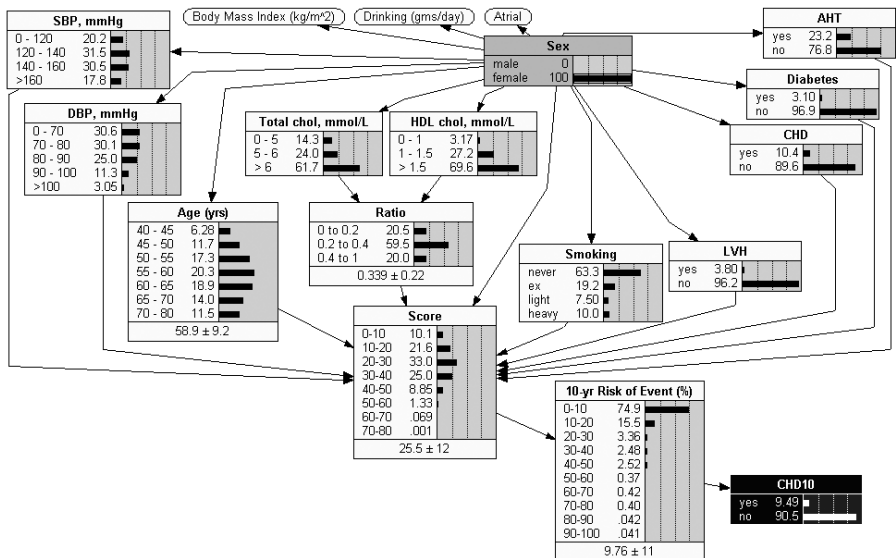 Body Mass Index (kg/m^2)
Drinking (gms/day)
Atrial
SBP, mmHg
0 - 120 20.2
120 - 140 31.5
140 - 160 30.5
>160 17.8
Sex
male 0
female 100
AHT
yes 23.2
no 76.8
Diabetes
yes 3.10
no 96.9
DBP, mmHg
0 - 70 30.6
70 - 80 30.1
80 - 90 25.0
90 - 100 11.3
>100 3.05
Total chol, mmol/L
0 - 5 14.3
5 - 6 24.0
> 6 61.7
HDL chol, mmol/L
0 - 1 3.17
1 - 1.5 27.2
> 1.5 69.6
CHD
yes 10.4
no 89.6
Age (yrs)
40 - 45 6.28
45 - 50 11.7
50 - 55 17.3
55 - 60 20.3
60 - 65 18.9
65 - 70 14.0
70 - 80 11.5
58.9 ± 9.2
Ratio
0 to 0.2 20.5
0.2 to 0.4 59.5
0.4 to 1 20.0
0.339 ± 0.22
Smoking
never 63.3
ex 19.2
light 7.50
heavy 10.0
LVH
yes 3.80
no 96.2
Score
0-10 10.1
10-20 21.6
20-30 33.0
30-40 25.0
40-50 8.85
50-60 1.33
60-70 .069
70-80 .001
25.5 ± 12
10-yr Risk of Event (%)
0-10 74.9
10-20 15.5
20-30 3.36
30-40 2.48
40-50 2.52
50-60 0.37
60-70 0.42
70-80 0.40
80-90 .042
90-100 .041
9.76 ± 11
CHD10
yes 9.49
no 90.5